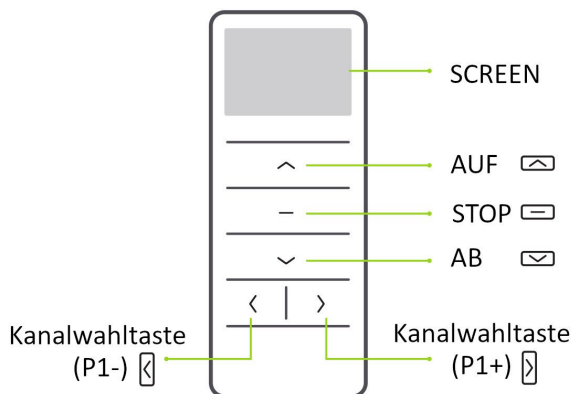 SCREEN
AUF
STOP
AB
Kanalwahltaste
(P1-)
Kanalwahltaste
(P1+)